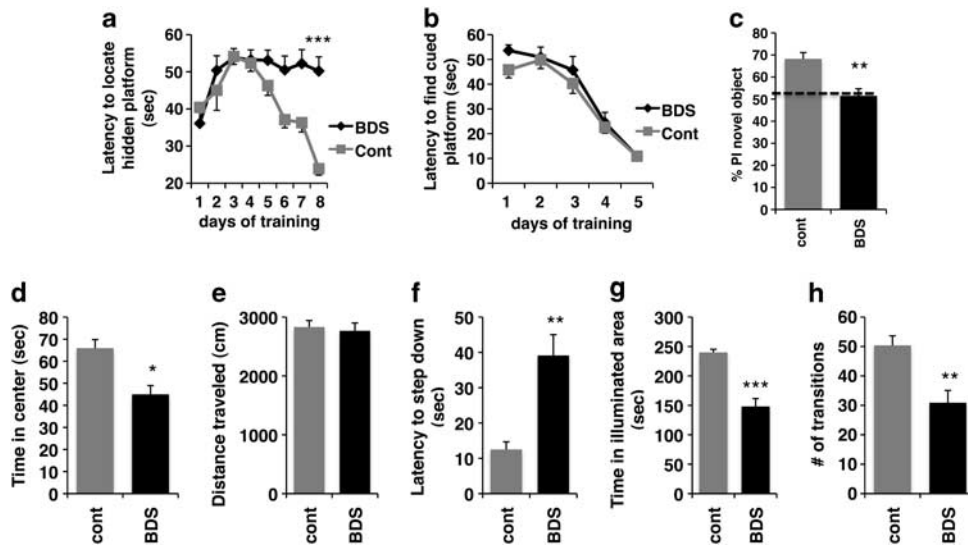 a
Latency to locate
hidden platform
(sec)
60
50
40
30
20
***
BDS
Cont
1 2 3 4 5 6 7 8
days of training
b
Latency to find cued
platform (sec)
60
50
40
30
20
10
0
BDS
Cont
1 2 3 4 5
days of training
c
% PI novel object
80
70
60
50
40
30
20
10
0
**
cont
BDS
d
Time in center (sec)
80
70
60
50
40
30
20
10
0
*
cont
BDS
e
Distance traveled (cm)
3000
2000
1000
0
cont
BDS
f
Latency to step down
(sec)
50
40
30
20
10
0
**
cont
BDS
g
Time in illuminated area
(sec)
300
250
200
150
100
50
0
***
cont
BDS
h
# of transitions
60
50
40
30
20
10
0
**
cont
BDS